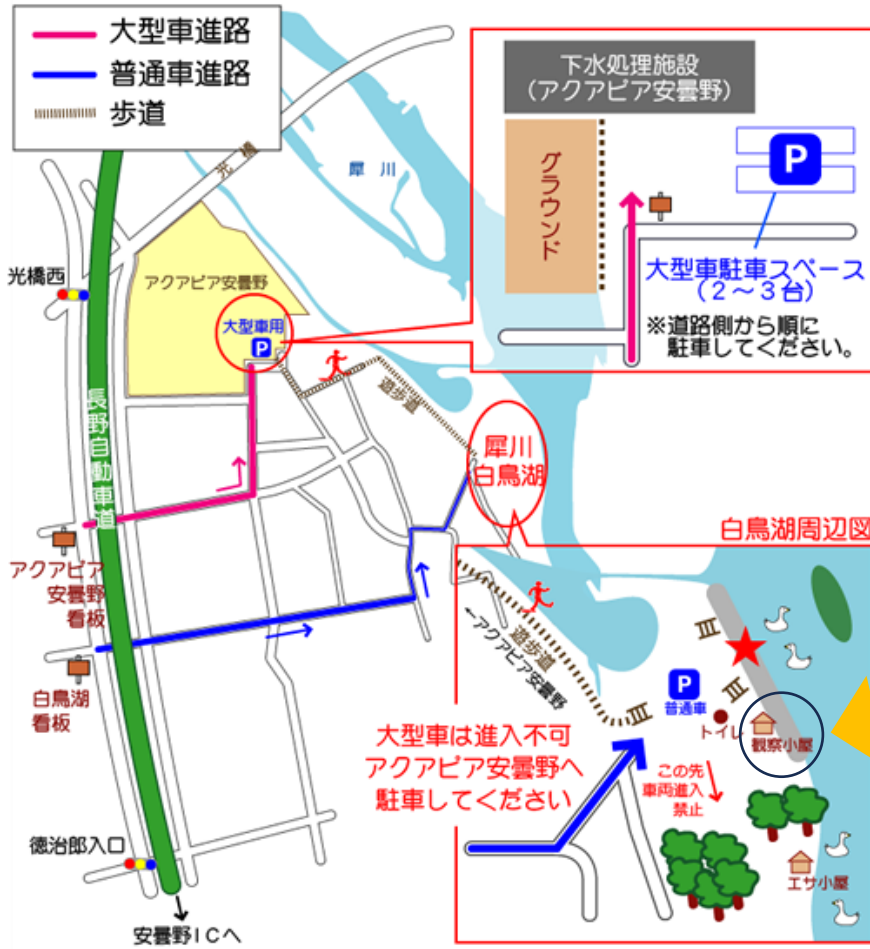 大型車進路
普通車進路
歩道
下水処理施設
(アクアピア安曇野)
グラウンド
P
大型車駐車スペース
(2〜3台)
※道路側から順に
駐車してください。
光橋
犀川
光橋西
アクアピア安曇野
大型車用
P
遊歩道
長野自動車道
犀川
白鳥湖
アクアピア
安曇野
看板
白鳥湖
看板
徳治郎入口
安曇野ICへ
白鳥湖周辺図
遊歩道
←アクアピア安曇野
P
普通車
トイレ
観察小屋
大型車は進入不可
アクアピア安曇野へ
駐車してください
この先
車両進入
禁止
エサ小屋